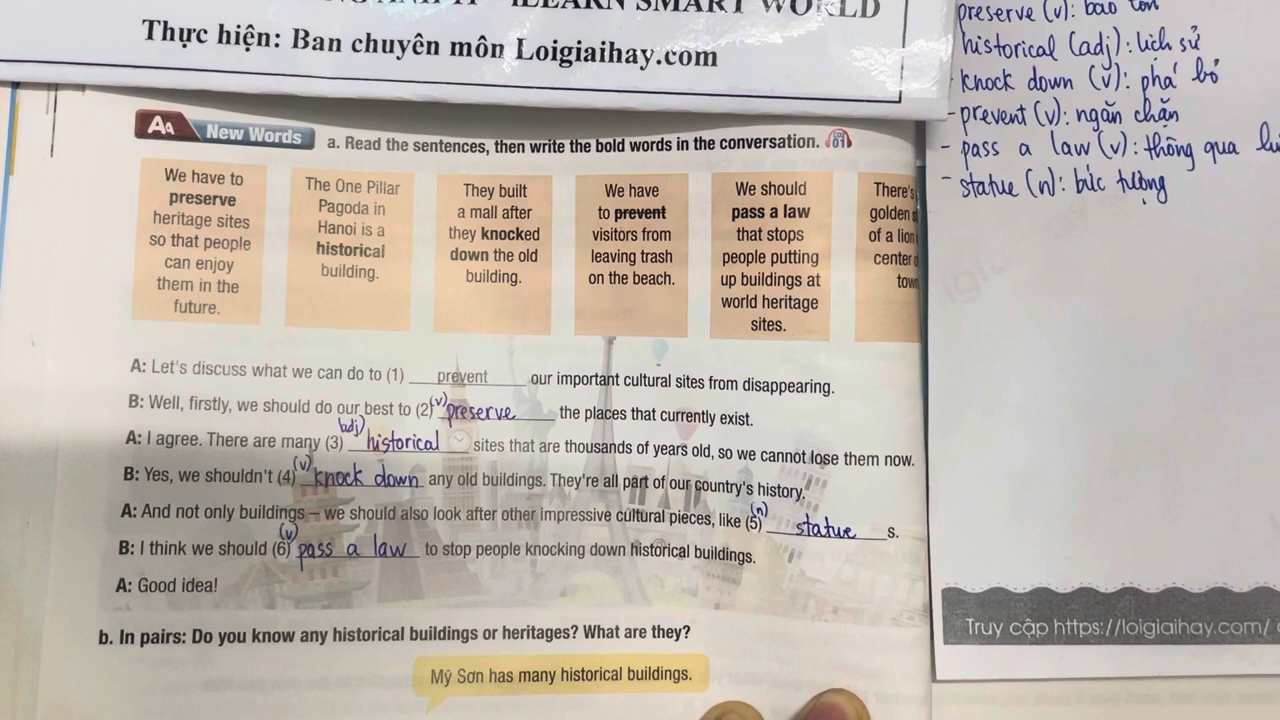 SMART WORLD
Thực hiện: Ban chuyên môn Loigiaihay.com
preserve (v): bảo tồn
historical (adj): lịch sử
knock down (v): phá bỏ
- prevent (v): ngăn chặn
- pass a law (v): thông qua
- statue (n): bức tượng
Aa New Words
a. Read the sentences, then write the bold words in the conversation.
We have to
preserve
heritage sites
so that people
can enjoy
them in the
future.
The One Pillar
Pagoda in
Hanoi is a
historical
building.
They built
a mall after
they knocked
down the old
building.
We have
to prevent
visitors from
leaving trash
on the beach.
We should
pass a law
that stops
people putting
up buildings at
world heritage
sites.
There's
golden
of a lion
center
town
A: Let's discuss what we can do to (1) prevent our important cultural sites from disappearing.
B: Well, firstly, we should do our best to (2) (v) preserve the places that currently exist.
A: I agree. There are many (3) adj) historical sites that are thousands of years old, so we cannot lose them now.
B: Yes, we shouldn't (4) (v) knock down any old buildings. They're all part of our country's history.
A: And not only buildings – we should also look after other impressive cultural pieces, like (5) (n) statue s.
B: I think we should (6) (v) pass a law to stop people knocking down historical buildings.
A: Good idea!
b. In pairs: Do you know any historical buildings or heritages? What are they?
Mỹ Sơn has many historical buildings.
Truy cập https://loigiaihay.com/